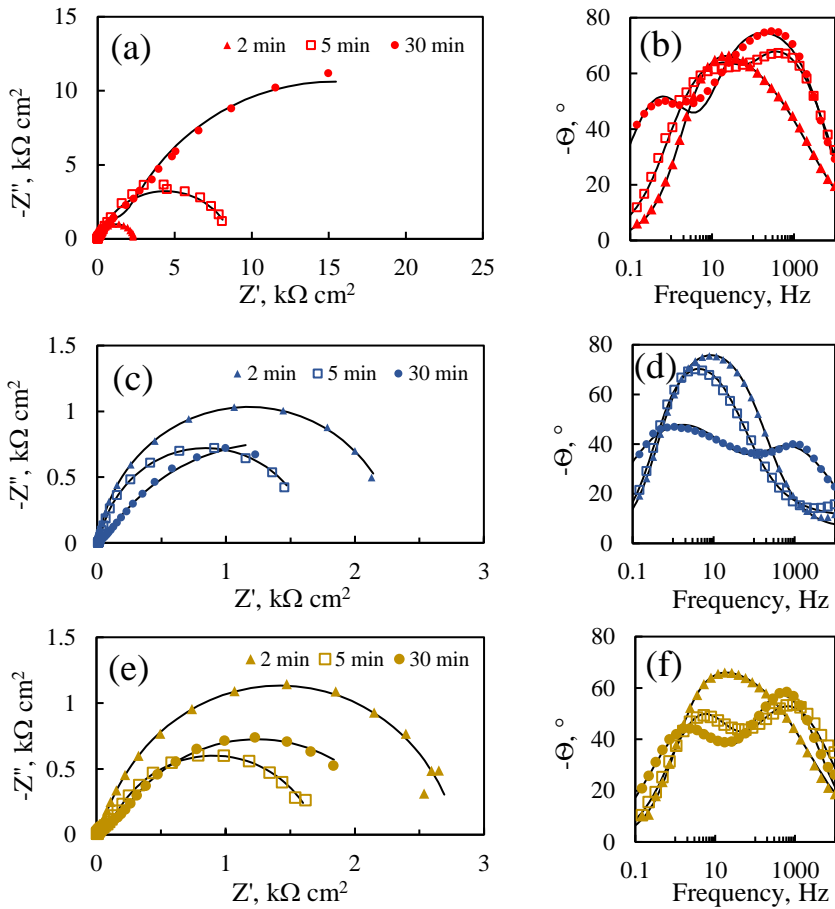 (a) 2 min 5 min 30 min
15
10
5
0
0 5 10 15 20 25
-Z", kΩ cm2
Z', kΩ cm2
(b)
80
60
40
20
0
0.1 10 1000
-Θ, °
Frequency, Hz
(c) 2 min 5 min 30 min
1.5
1
0.5
0
0 1 2 3
-Z", kΩ cm2
Z', kΩ cm2
(d)
80
60
40
20
0
0.1 10 1000
-Θ, °
Frequency, Hz
(e) 2 min 5 min 30 min
1.5
1
0.5
0
0 1 2 3
-Z", kΩ cm2
Z', kΩ cm2
(f)
80
60
40
20
0
0.1 10 1000
-Θ, °
Frequency, Hz